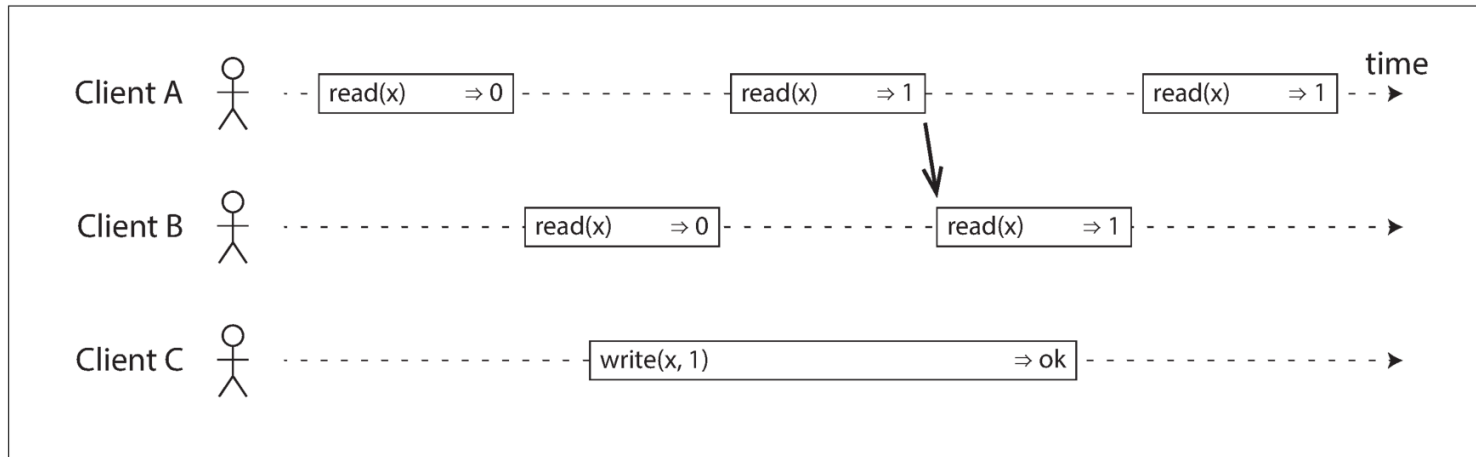 time
Client A read(x) ⇒ 0 read(x) ⇒ 1 read(x) ⇒ 1
Client B read(x) ⇒ 0 read(x) ⇒ 1
Client C write(x, 1) ⇒ ok